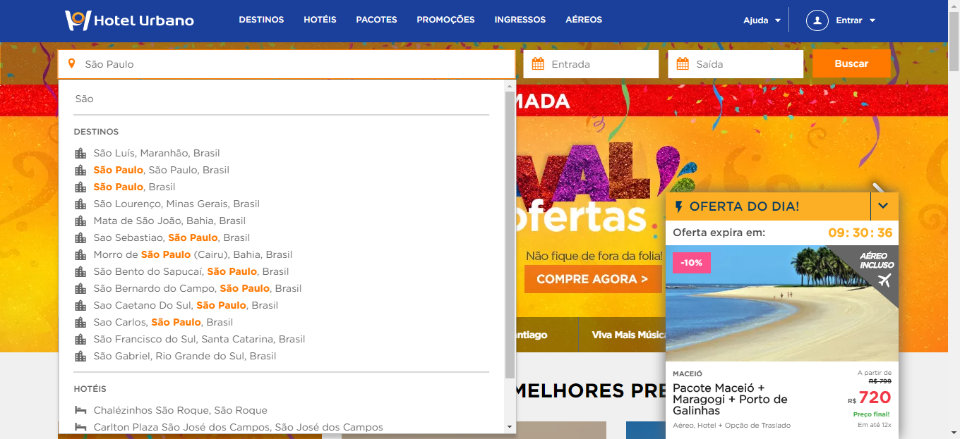 Hotel Urbano
DESTINOS HOTÉIS PACOTES PROMOÇÕES INGRESSOS AÉREOS
Ajuda Entrar
São Paulo
Entrada
Saída
Buscar
São
DESTINOS
São Luís, Maranhão, Brasil
São Paulo, São Paulo, Brasil
São Paulo, Brasil
São Lourenço, Minas Gerais, Brasil
Mata de São João, Bahia, Brasil
Sao Sebastiao, São Paulo, Brasil
Morro de São Paulo (Cairu), Bahia, Brasil
São Bento do Sapucaí, São Paulo, Brasil
São Bernardo do Campo, São Paulo, Brasil
Sao Caetano Do Sul, São Paulo, Brasil
Sao Carlos, São Paulo, Brasil
São Francisco do Sul, Santa Catarina, Brasil
São Gabriel, Rio Grande do Sul, Brasil
HOTÉIS
Chalézinhos São Roque, São Roque
Carlton Plaza São José dos Campos, São José dos Campos
MADA
VAL
ofertas
Não fique de fora da folia!
COMPRE AGORA >
ntiago
Viva Mais Músic
MELHORES PRE
OFERTA DO DIA!
Oferta expira em: 09:30:36
-10%
AÉREO
INCLUSO
MACEIÓ
Pacote Maceió +
Maragogi + Porto de
Galinhas
Aéreo, Hotel + Opção de Traslado
A partir de
R$ 799
R$ 720
Preço final!
Em até 12x